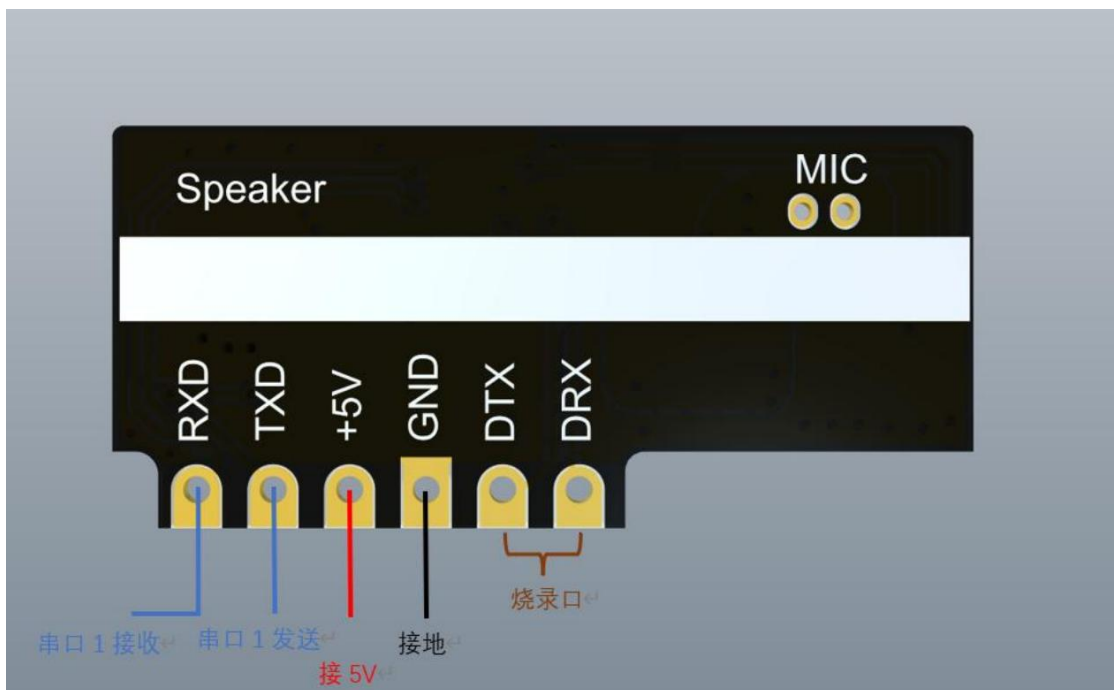 Speaker
MIC
RXD
TXD
+5V
GND
DTX
DRX
烧录口
串口 1 接收
串口 1 发送
接地
接 5V